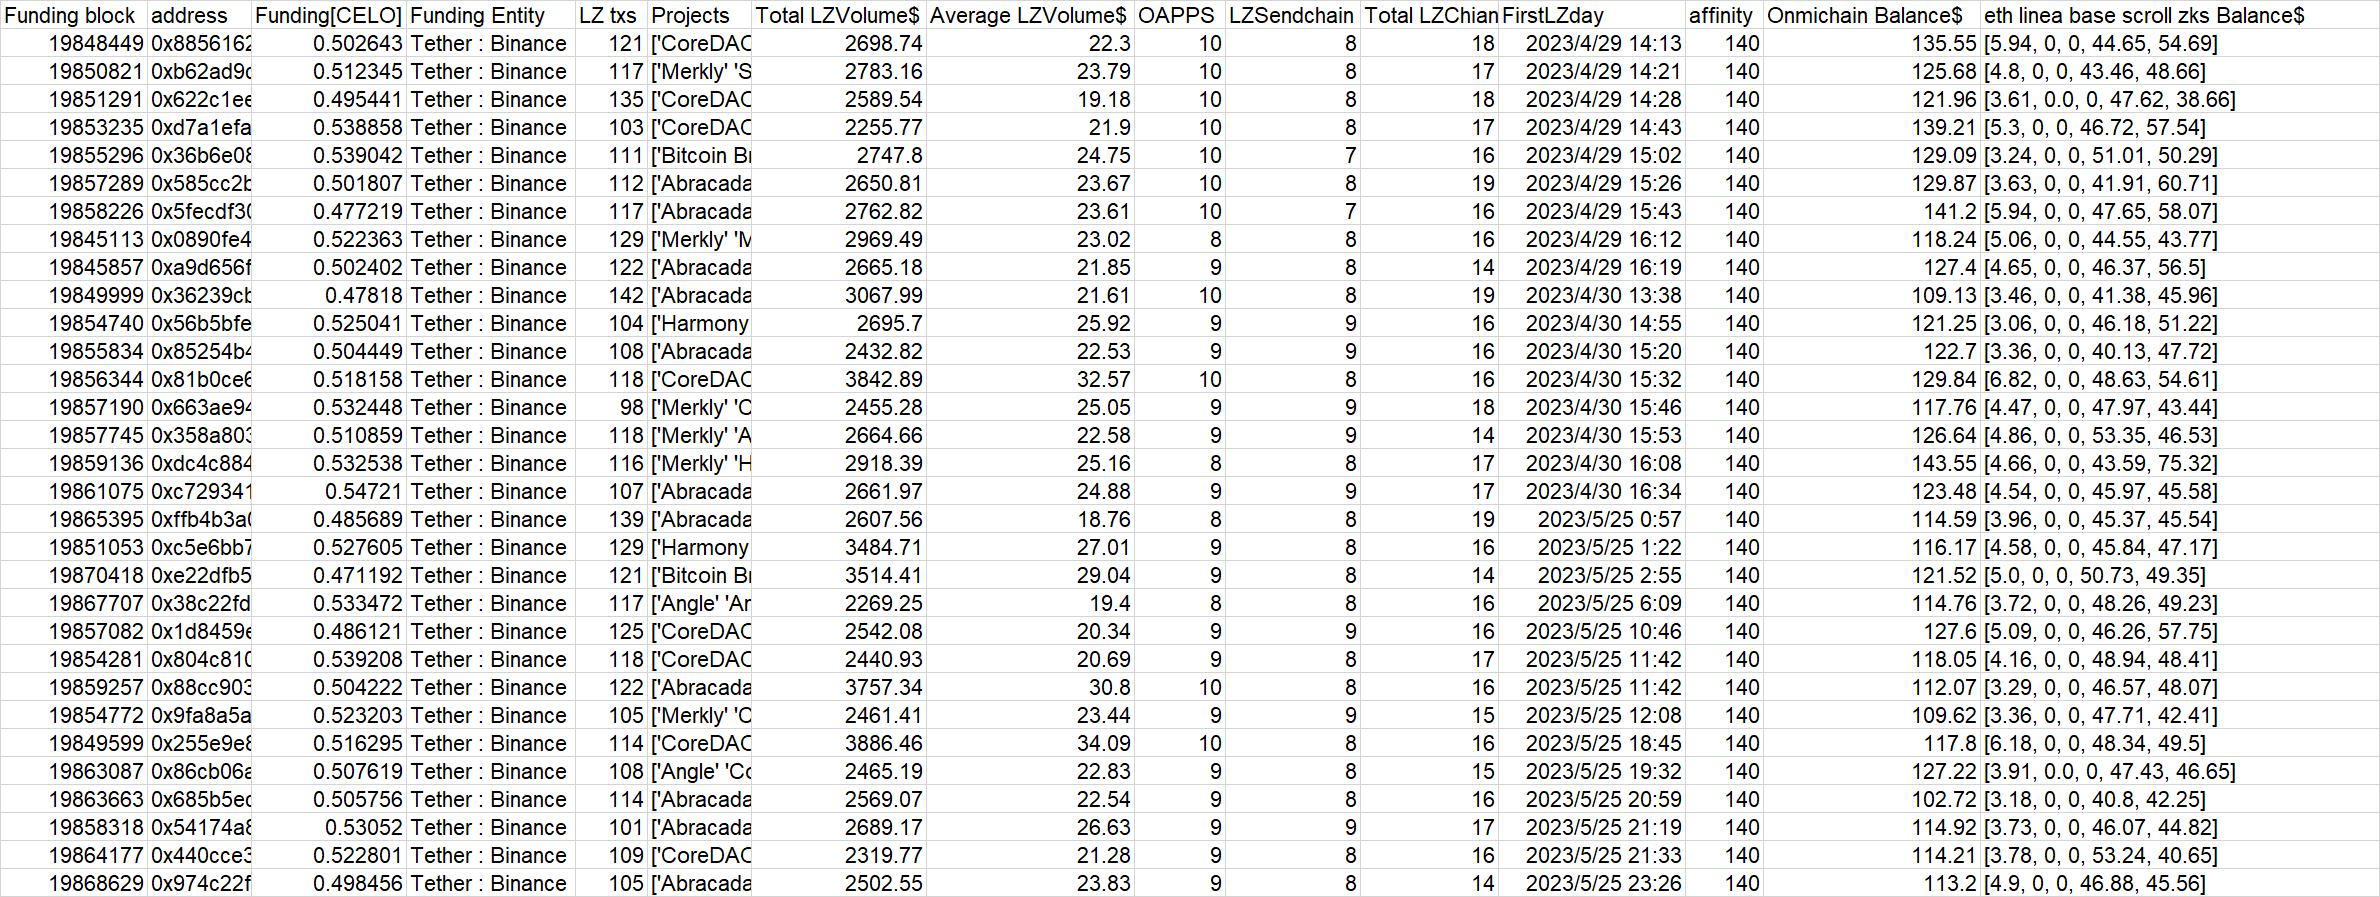 Funding block address Funding[CELO] Funding Entity LZ txs Projects Total LZVolume$ Average LZVolume$ OAPPS LZSendchain Total LZChian FirstLZday affinity Onmichain Balance$ eth linea base scroll zks Balance$
19848449 0x8856162 0.502643 Tether : Binance 121 ['CoreDAO 2698.74 22.3 10 8 18 2023/4/29 14:13 140 135.55 [5.94, 0, 0, 44.65, 54.69]
19850821 0xb62ad9c 0.512345 Tether : Binance 117 ['Merkly' 'S 2783.16 23.79 10 8 17 2023/4/29 14:21 140 125.68 [4.8, 0, 0, 43.46, 48.66]
19851291 0x622c1ee 0.495441 Tether : Binance 135 ['CoreDAO 2589.54 19.18 10 8 18 2023/4/29 14:28 140 121.96 [3.61, 0.0, 0, 47.62, 38.66]
19853235 0xd7a1efa 0.538858 Tether : Binance 103 ['CoreDAO 2255.77 21.9 10 8 17 2023/4/29 14:43 140 139.21 [5.3, 0, 0, 46.72, 57.54]
19855296 0x36b6e08 0.539042 Tether : Binance 111 ['Bitcoin Br 2747.8 24.75 10 7 16 2023/4/29 15:02 140 129.09 [3.24, 0, 0, 51.01, 50.29]
19857289 0x585cc2b 0.501807 Tether : Binance 112 ['Abracada 2650.81 23.67 10 8 19 2023/4/29 15:26 140 129.87 [3.63, 0, 0, 41.91, 60.71]
19858226 0x5fecdf30 0.477219 Tether : Binance 117 ['Abracada 2762.82 23.61 10 7 16 2023/4/29 15:43 140 141.2 [5.94, 0, 0, 47.65, 58.07]
19845113 0x0890fe4 0.522363 Tether : Binance 129 ['Merkly' 'M 2969.49 23.02 8 8 16 2023/4/29 16:12 140 118.24 [5.06, 0, 0, 44.55, 43.77]
19845857 0xa9d656f 0.502402 Tether : Binance 122 ['Abracada 2665.18 21.85 9 8 14 2023/4/29 16:19 140 127.4 [4.65, 0, 0, 46.37, 56.5]
19849999 0x36239cb 0.47818 Tether : Binance 142 ['Abracada 3067.99 21.61 10 8 19 2023/4/30 13:38 140 109.13 [3.46, 0, 0, 41.38, 45.96]
19854740 0x56b5bfe 0.525041 Tether : Binance 104 ['Harmony 2695.7 25.92 9 9 16 2023/4/30 14:55 140 121.25 [3.06, 0, 0, 46.18, 51.22]
19855834 0x85254b4 0.504449 Tether : Binance 108 ['Abracada 2432.82 22.53 9 9 16 2023/4/30 15:20 140 122.7 [3.36, 0, 0, 40.13, 47.72]
19856344 0x81b0ce6 0.518158 Tether : Binance 118 ['CoreDAO 3842.89 32.57 10 8 16 2023/4/30 15:32 140 129.84 [6.82, 0, 0, 48.63, 54.61]
19857190 0x663ae94 0.532448 Tether : Binance 98 ['Merkly' 'C 2455.28 25.05 9 9 18 2023/4/30 15:46 140 117.76 [4.47, 0, 0, 47.97, 43.44]
19857745 0x358a803 0.510859 Tether : Binance 118 ['Merkly' 'A 2664.66 22.58 9 9 14 2023/4/30 15:53 140 126.64 [4.86, 0, 0, 53.35, 46.53]
19859136 0xdc4c884 0.532538 Tether : Binance 116 ['Merkly' 'H 2918.39 25.16 8 8 17 2023/4/30 16:08 140 143.55 [4.66, 0, 0, 43.59, 75.32]
19861075 0xc729341 0.54721 Tether : Binance 107 ['Abracada 2661.97 24.88 9 9 17 2023/4/30 16:34 140 123.48 [4.54, 0, 0, 45.97, 45.58]
19865395 0xffb4b3a0 0.485689 Tether : Binance 139 ['Abracada 2607.56 18.76 8 8 19 2023/5/25 0:57 140 114.59 [3.96, 0, 0, 45.37, 45.54]
19851053 0xc5e6bb7 0.527605 Tether : Binance 129 ['Harmony 3484.71 27.01 9 8 16 2023/5/25 1:22 140 116.17 [4.58, 0, 0, 45.84, 47.17]
19870418 0xe22dfb5 0.471192 Tether : Binance 121 ['Bitcoin Br 3514.41 29.04 9 8 14 2023/5/25 2:55 140 121.52 [5.0, 0, 0, 50.73, 49.35]
19867707 0x38c22fd 0.533472 Tether : Binance 117 ['Angle' 'Ar 2269.25 19.4 8 8 16 2023/5/25 6:09 140 114.76 [3.72, 0, 0, 48.26, 49.23]
19857082 0x1d8459e 0.486121 Tether : Binance 125 ['CoreDAO 2542.08 20.34 9 9 16 2023/5/25 10:46 140 127.6 [5.09, 0, 0, 46.26, 57.75]
19854281 0x804c810 0.539208 Tether : Binance 118 ['CoreDAO 2440.93 20.69 9 8 17 2023/5/25 11:42 140 118.05 [4.16, 0, 0, 48.94, 48.41]
19859257 0x88cc903 0.504222 Tether : Binance 122 ['Abracada 3757.34 30.8 10 8 16 2023/5/25 11:42 140 112.07 [3.29, 0, 0, 46.57, 48.07]
19854772 0x9fa8a5a 0.523203 Tether : Binance 105 ['Merkly' 'C 2461.41 23.44 9 9 15 2023/5/25 12:08 140 109.62 [3.36, 0, 0, 47.71, 42.41]
19849599 0x255e9e8 0.516295 Tether : Binance 114 ['CoreDAO 3886.46 34.09 10 8 16 2023/5/25 18:45 140 117.8 [6.18, 0, 0, 48.34, 49.5]
19863087 0x86cb06a 0.507619 Tether : Binance 108 ['Angle' 'Co 2465.19 22.83 9 8 15 2023/5/25 19:32 140 127.22 [3.91, 0.0, 0, 47.43, 46.65]
19863663 0x685b5ec 0.505756 Tether : Binance 114 ['Abracada 2569.07 22.54 9 8 16 2023/5/25 20:59 140 102.72 [3.18, 0, 0, 40.8, 42.25]
19858318 0x54174a8 0.53052 Tether : Binance 101 ['Abracada 2689.17 26.63 9 9 17 2023/5/25 21:19 140 114.92 [3.73, 0, 0, 46.07, 44.82]
19864177 0x440cce3 0.522801 Tether : Binance 109 ['CoreDAO 2319.77 21.28 9 8 16 2023/5/25 21:33 140 114.21 [3.78, 0, 0, 53.24, 40.65]
19868629 0x974c22f 0.498456 Tether : Binance 105 ['Abracada 2502.55 23.83 9 8 14 2023/5/25 23:26 140 113.2 [4.9, 0, 0, 46.88, 45.56]